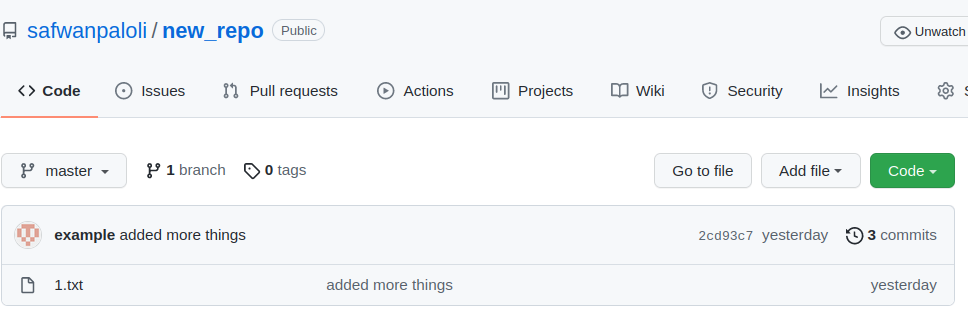 safwanpaloli / new_repo Public Unwatch
Code Issues Pull requests Actions Projects Wiki Security Insights
master 1 branch 0 tags Go to file Add file Code
example added more things 2cd93c7 yesterday 3 commits
1.txt added more things yesterday